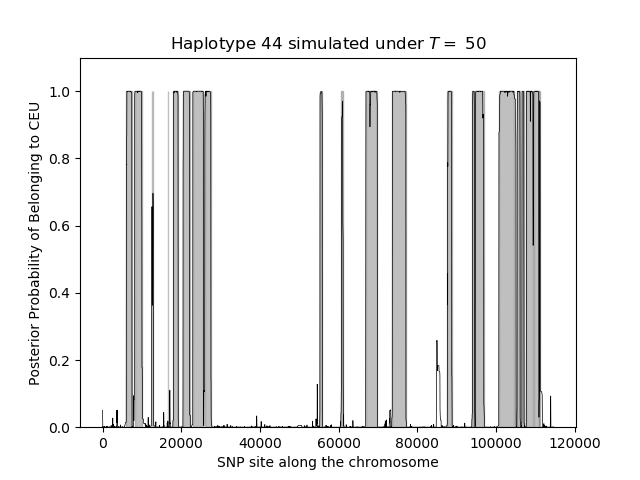 Haplotype 44 simulated under T = 50
Posterior Probability of Belonging to CEU
1.0
0.8
0.6
0.4
0.2
0.0
0 20000 40000 60000 80000 100000 120000
SNP site along the chromosome